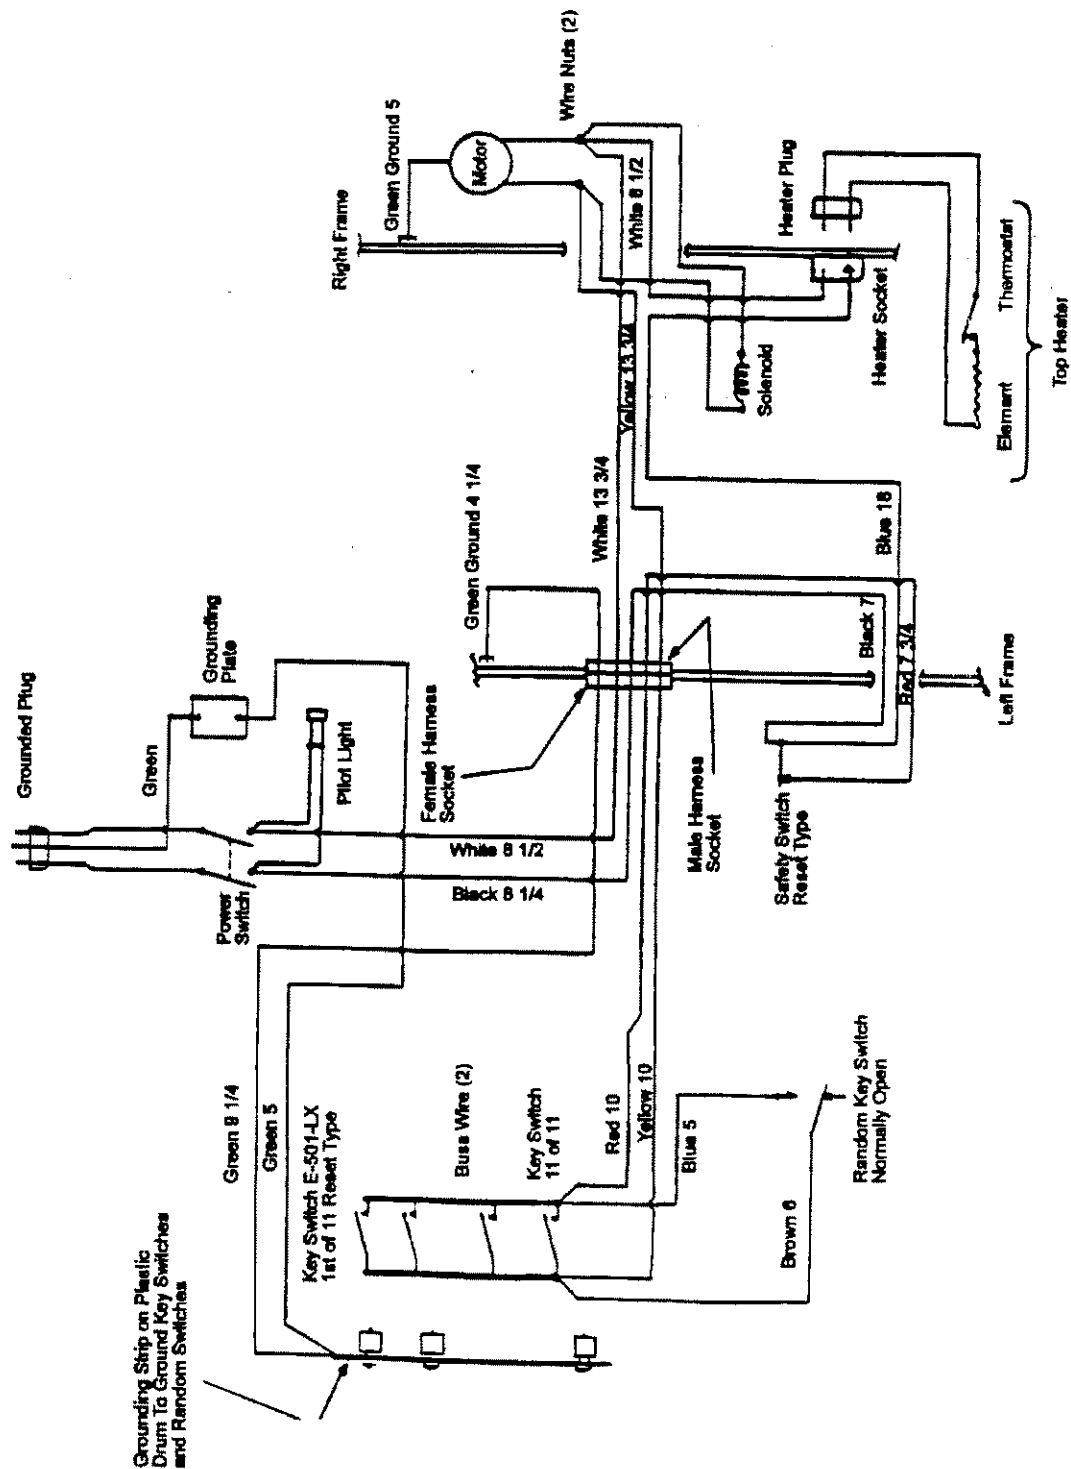 Grounding Strip on Plastic
Drum To Ground Key Switches
and Random Switches
Green 9 1/4
Green 5
Key Switch E-501-LX
1st of 11 Reset Type
Buss Wire (2)
Key Switch
11 of 11
Red 10
Yellow 10
Blue 5
Brown 6
Random Key Switch
Normally Open
Power
Switch
Black 8 1/4
White 8 1/2
Grounded Plug
Green
Grounding
Plate
Pilot Light
Female Harness
Socket
Male Harness
Socket
Safety Switch
Reset Type
Left Frame
Green Ground 4 1/4
Black 7
Red 7 3/4
White 13 3/4
Yellow 13 3/4
Blue 18
Solenoid
Right Frame
Green Ground 5
Motor
Wire Nuts (2)
White 6 1/2
Heater Plug
Heater Socket
Element
Thermostat
Top Heater